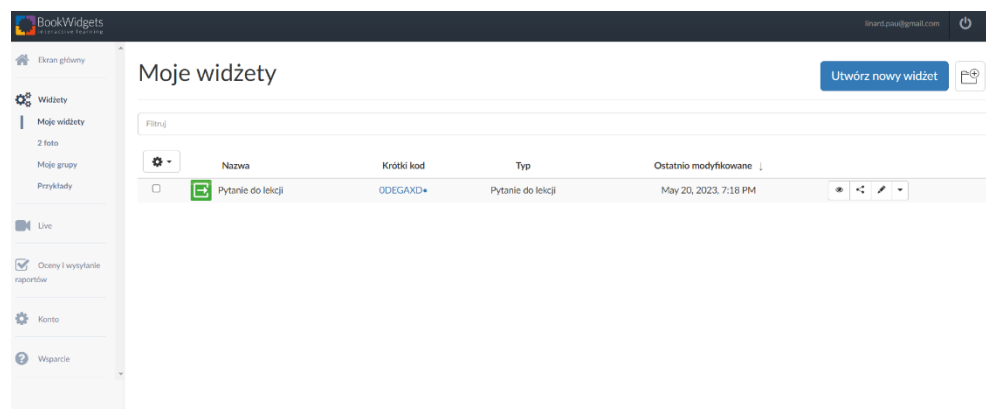 BookWidgets
interactive learning
linard.pau@gmail.com
Ekran główny
Widżety
Moje widżety
2 foto
Moje grupy
Przykłady
Live
Oceny i wysyłanie
raportów
Konto
Wsparcie
Moje widżety
Utwórz nowy widżet
Filtruj
Nazwa Krótki kod Typ Ostatnio modyfikowane ↓
Pytanie do lekcji 0DEGAXD• Pytanie do lekcji May 20, 2023, 7:18 PM